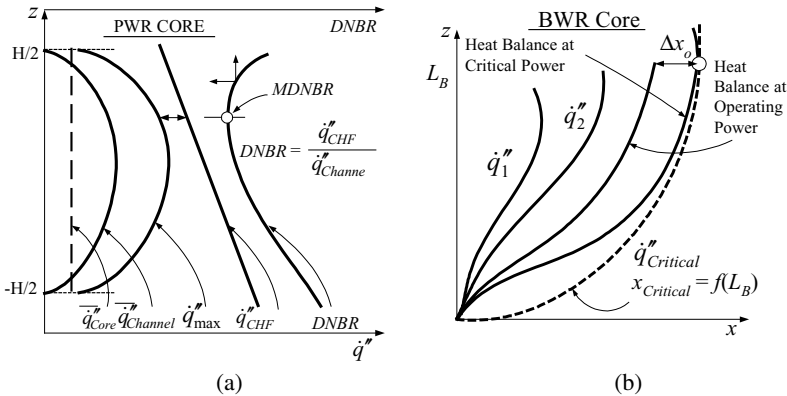 z
PWR CORE
DNBR
H/2
MDNBR
DNBR = q̇″CHF / q̇″Channe
-H/2
q̇″Core
q̇″Channel
q̇″max
q̇″CHF
DNBR
q̇″
(a)
BWR Core
z
Heat Balance at
Critical Power
Δxo
LB
Heat
Balance at
Operating
Power
q̇″1
q̇″2
q̇″Critical
xCritical = f(LB)
x
(b)